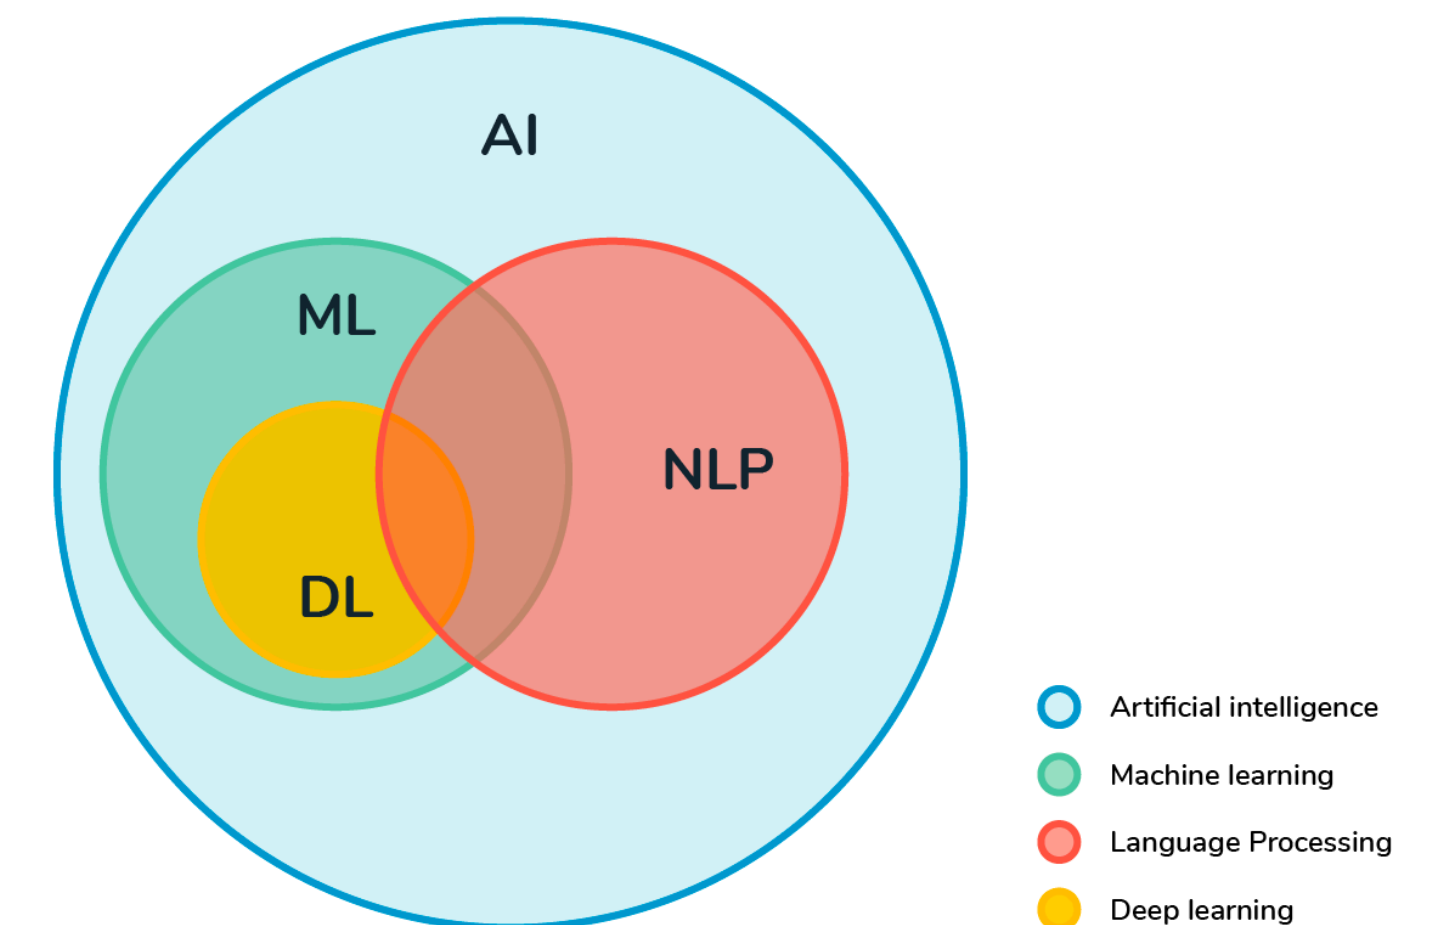 AI
ML
NLP
DL
Artificial intelligence
Machine learning
Language Processing
Deep learning